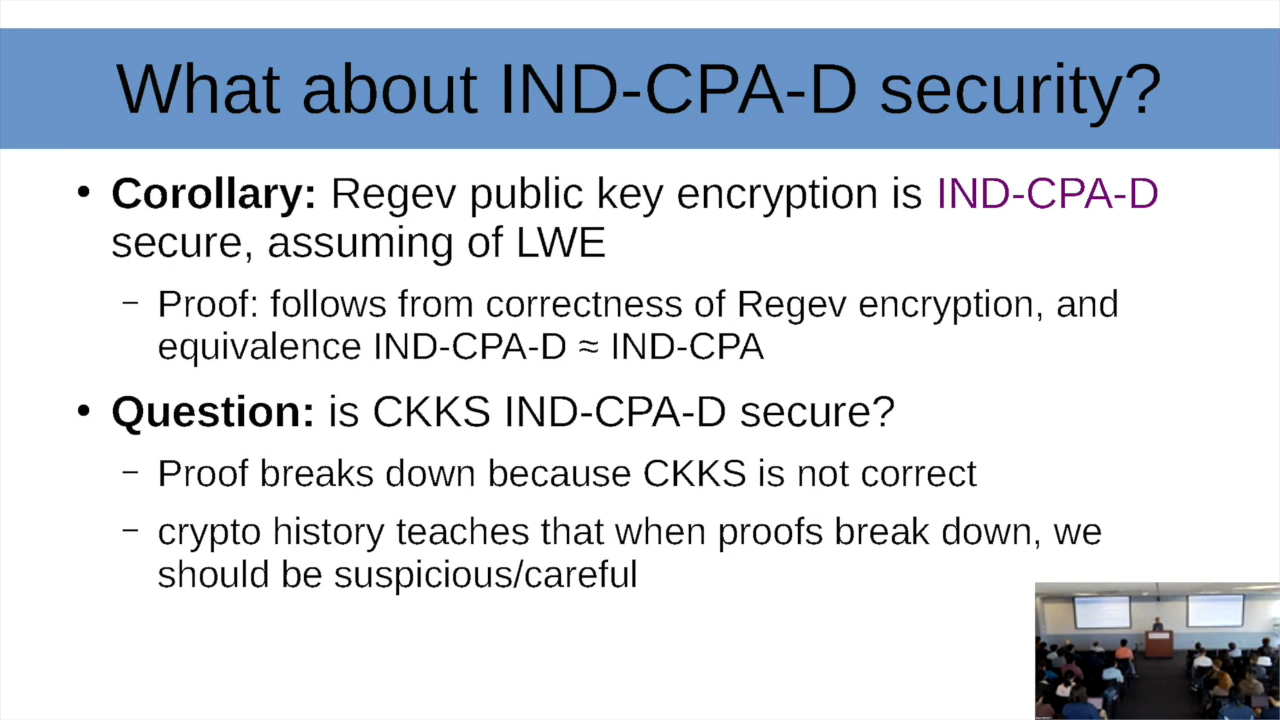 What about IND-CPA-D security?
• Corollary: Regev public key encryption is IND-CPA-D
secure, assuming of LWE
– Proof: follows from correctness of Regev encryption, and
equivalence IND-CPA-D ≈ IND-CPA
• Question: is CKKS IND-CPA-D secure?
– Proof breaks down because CKKS is not correct
– crypto history teaches that when proofs break down, we
should be suspicious/careful